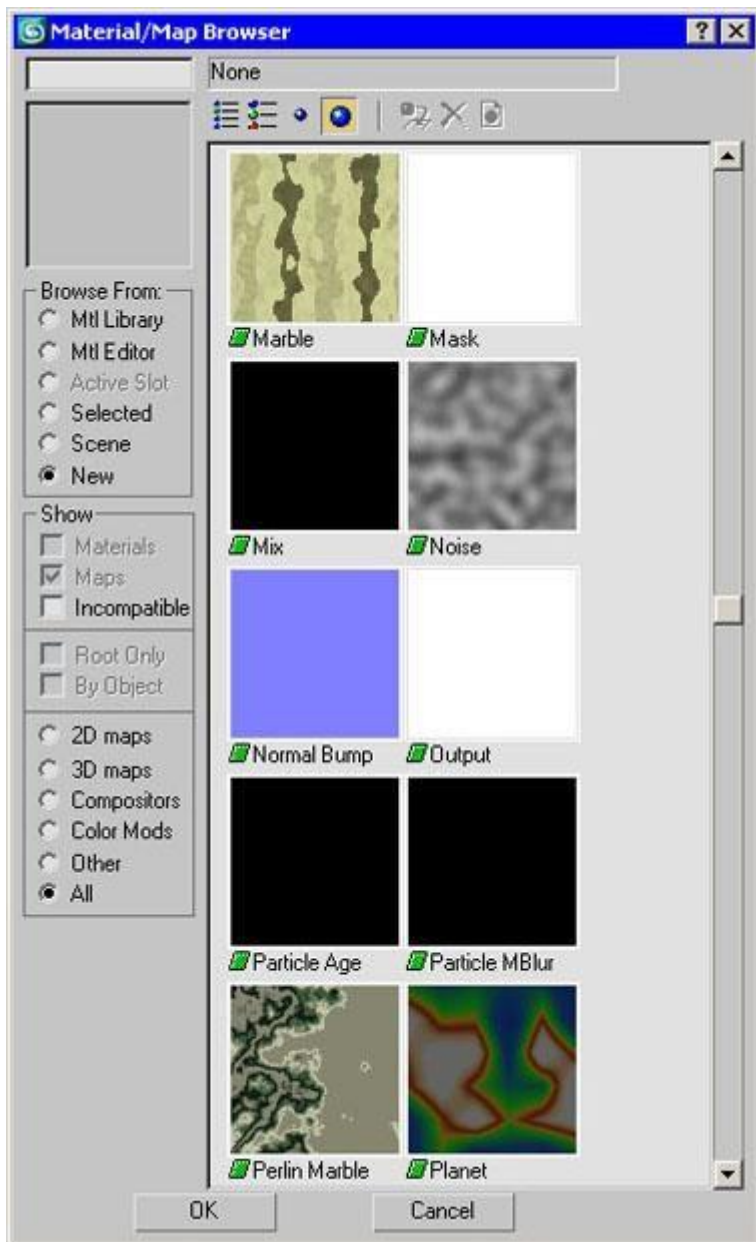 Material/Map Browser
None
Browse From:
Mtl Library
Mtl Editor
Active Slot
Selected
Scene
New
Show
Materials
Maps
Incompatible
Root Only
By Object
2D maps
3D maps
Compositors
Color Mods
Other
All
Marble
Mask
Mix
Noise
Normal Bump
Output
Particle Age
Particle MBlur
Perlin Marble
Planet
OK
Cancel